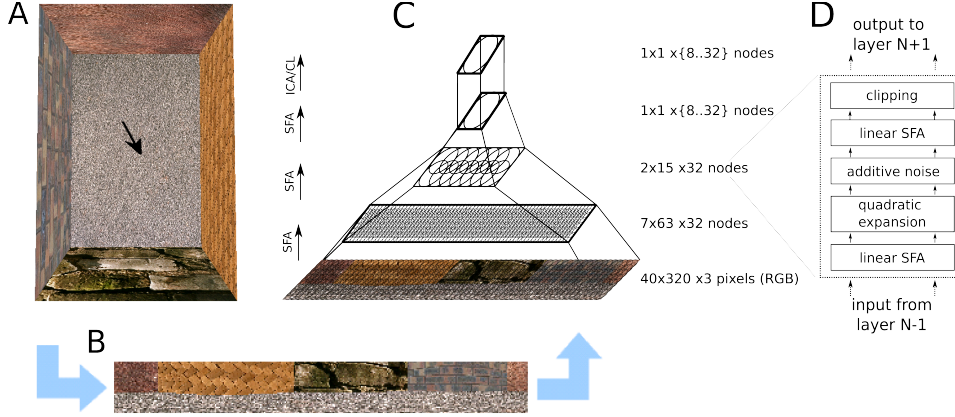 A
B
C
D
ICA/CL
SFA
SFA
SFA
1x1 x{8..32} nodes
1x1 x{8..32} nodes
2x15 x32 nodes
7x63 x32 nodes
40x320 x3 pixels (RGB)
output to
layer N+1
clipping
linear SFA
additive noise
quadratic
expansion
linear SFA
input from
layer N-1